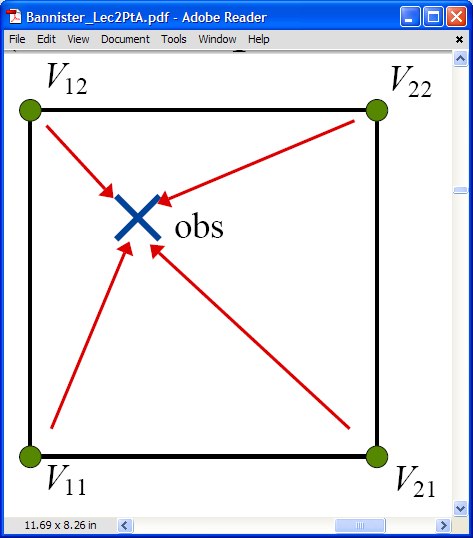 Bannister_Lec2PtA.pdf - Adobe Reader
File Edit View Document Tools Window Help
V12 V22
obs
V11 V21
11.69 x 8.26 in